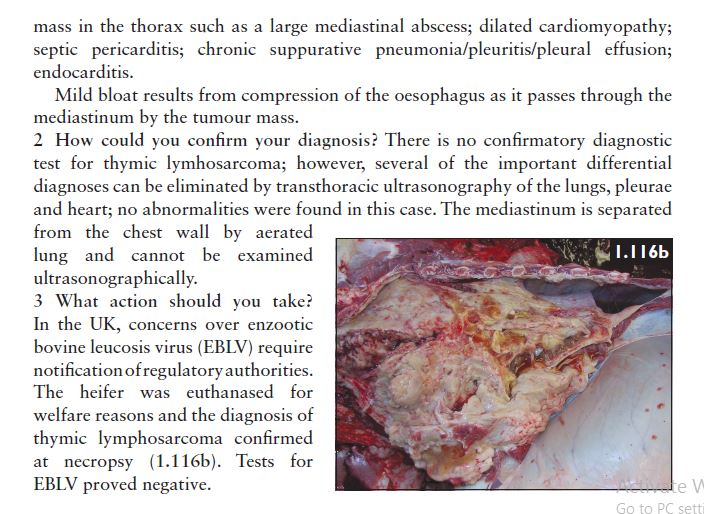 mass in the thorax such as a large mediastinal abscess; dilated cardiomyopathy;
septic pericarditis; chronic suppurative pneumonia/pleuritis/pleural effusion;
endocarditis.
Mild bloat results from compression of the oesophagus as it passes through the
mediastinum by the tumour mass.
2 How could you confirm your diagnosis? There is no confirmatory diagnostic
test for thymic lymhosarcoma; however, several of the important differential
diagnoses can be eliminated by transthoracic ultrasonography of the lungs, pleurae
and heart; no abnormalities were found in this case. The mediastinum is separated
from the chest wall by aerated
lung and cannot be examined
ultrasonographically.
3 What action should you take?
In the UK, concerns over enzootic
bovine leucosis virus (EBLV) require
notification of regulatory authorities.
The heifer was euthanased for
welfare reasons and the diagnosis of
thymic lymphosarcoma confirmed
at necropsy (1.116b). Tests for
EBLV proved negative.
1.116b
Activate W
Go to PC setti